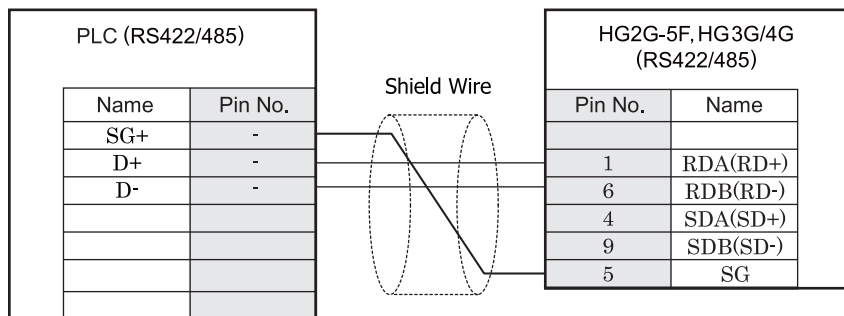 PLC (RS422/485)
Name Pin No.
SG+ -
D+ -
D- -
Shield Wire
HG2G-5F, HG3G/4G
(RS422/485)
Pin No. Name
1 RDA(RD+)
6 RDB(RD-)
4 SDA(SD+)
9 SDB(SD-)
5 SG